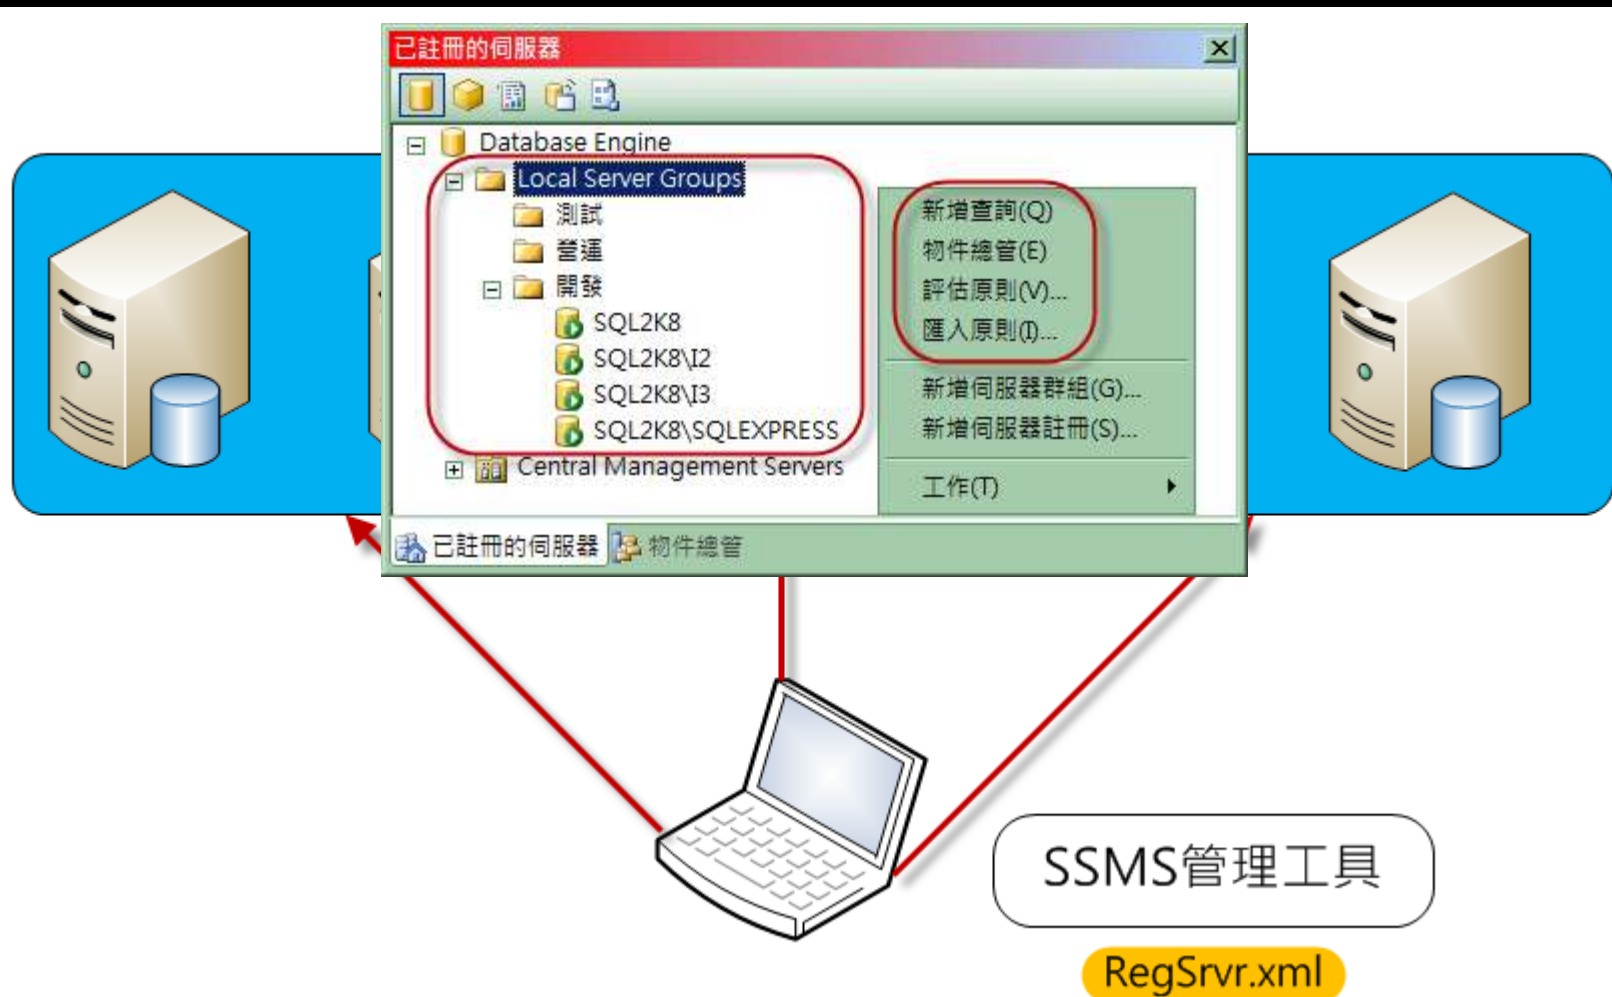 已註冊的伺服器
Database Engine
Local Server Groups
測試
營運
開發
SQL2K8
SQL2K8\I2
SQL2K8\I3
SQL2K8\SQLEXPRESS
Central Management Servers
新增查詢(Q)
物件總管(E)
評估原則(V)...
匯入原則(I)...
新增伺服器群組(G)...
新增伺服器註冊(S)...
工作(T)
已註冊的伺服器 物件總管
SSMS管理工具
RegSrvr.xml